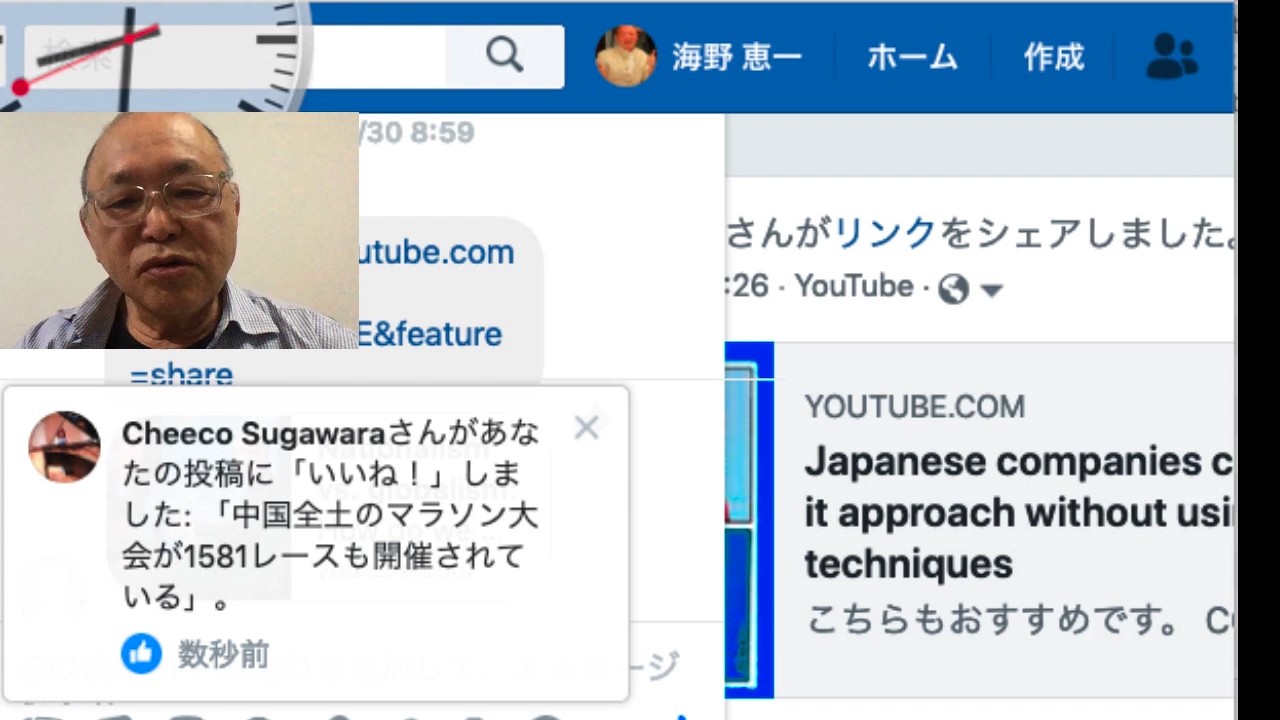 検索
海野 恵一
ホーム
作成
/30 8:59
utube.com
E&feature
=share
さんがリンクをシェアしました。
:26 · YouTube ·
YOUTUBE.COM
Japanese companies c
it approach without usi
techniques
こちらもおすすめです。
Cheeco Sugawaraさんがあな
たの投稿に「いいね！」しま
した: 「中国全土のマラソン大
会が1581レースも開催されて
いる」。
数秒前
ージ